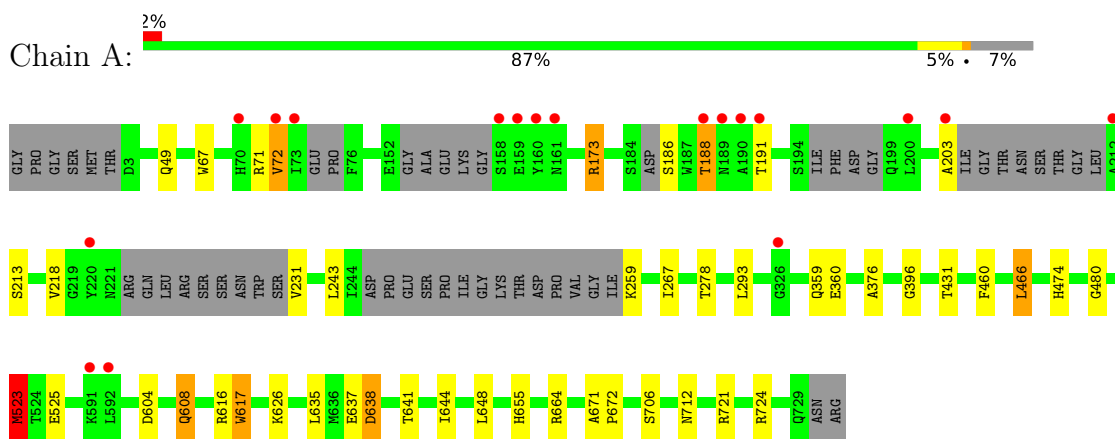 2%
Chain A:
87% 5% • 7%
GLY PRO GLY SER MET THR D3 Q49 W67 H70 R71 V72 I73 GLU PRO F76 E152 GLY ALA GLU LYS GLY S158 E159 Y160 N161 R173 S184 ASP S186 W187 T188 N189 A190 T191 S194 ILE PHE ASP GLY Q199 L200 A203 ILE GLY THR ASN SER THR GLY LEU A212
S213 V218 G219 Y220 N221 ARG GLN LEU ARG SER SER ASN TRP SER V231 L243 I244 ASP PRO GLU SER PRO ILE GLY LYS THR ASP PRO VAL GLY ILE K259 I267 T278 L293 G326 Q359 E360 A376 G396 T431 F460 L466 H474 G480
M523 T524 E525 K591 L592 D604 Q608 R616 W617 K626 L635 M636 E637 D638 T641 I644 L648 H655 R664 A671 P672 S706 N712 R721 R724 Q729 ASN ARG